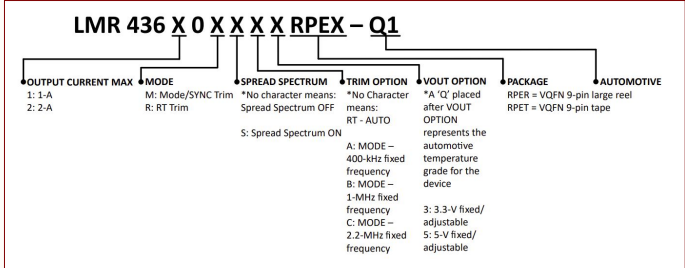 LMR 436 X 0 X X X X RPEX – Q1
OUTPUT CURRENT MAX
1: 1-A
2: 2-A
MODE
M: Mode/SYNC Trim
R: RT Trim
SPREAD SPECTRUM
*No character means:
Spread Spectrum OFF
S: Spread Spectrum ON
TRIM OPTION
*No Character
means:
RT - AUTO
A: MODE –
400-kHz fixed
frequency
B: MODE –
1-MHz fixed
frequency
C: MODE –
2.2-MHz fixed
frequency
VOUT OPTION
*A ‘Q’ placed
after VOUT
OPTION
represents the
automotive
temperature
grade for the
device
3: 3.3-V fixed/
adjustable
5: 5-V fixed/
adjustable
PACKAGE
RPER = VQFN 9-pin large reel
RPET = VQFN 9-pin tape
AUTOMOTIVE